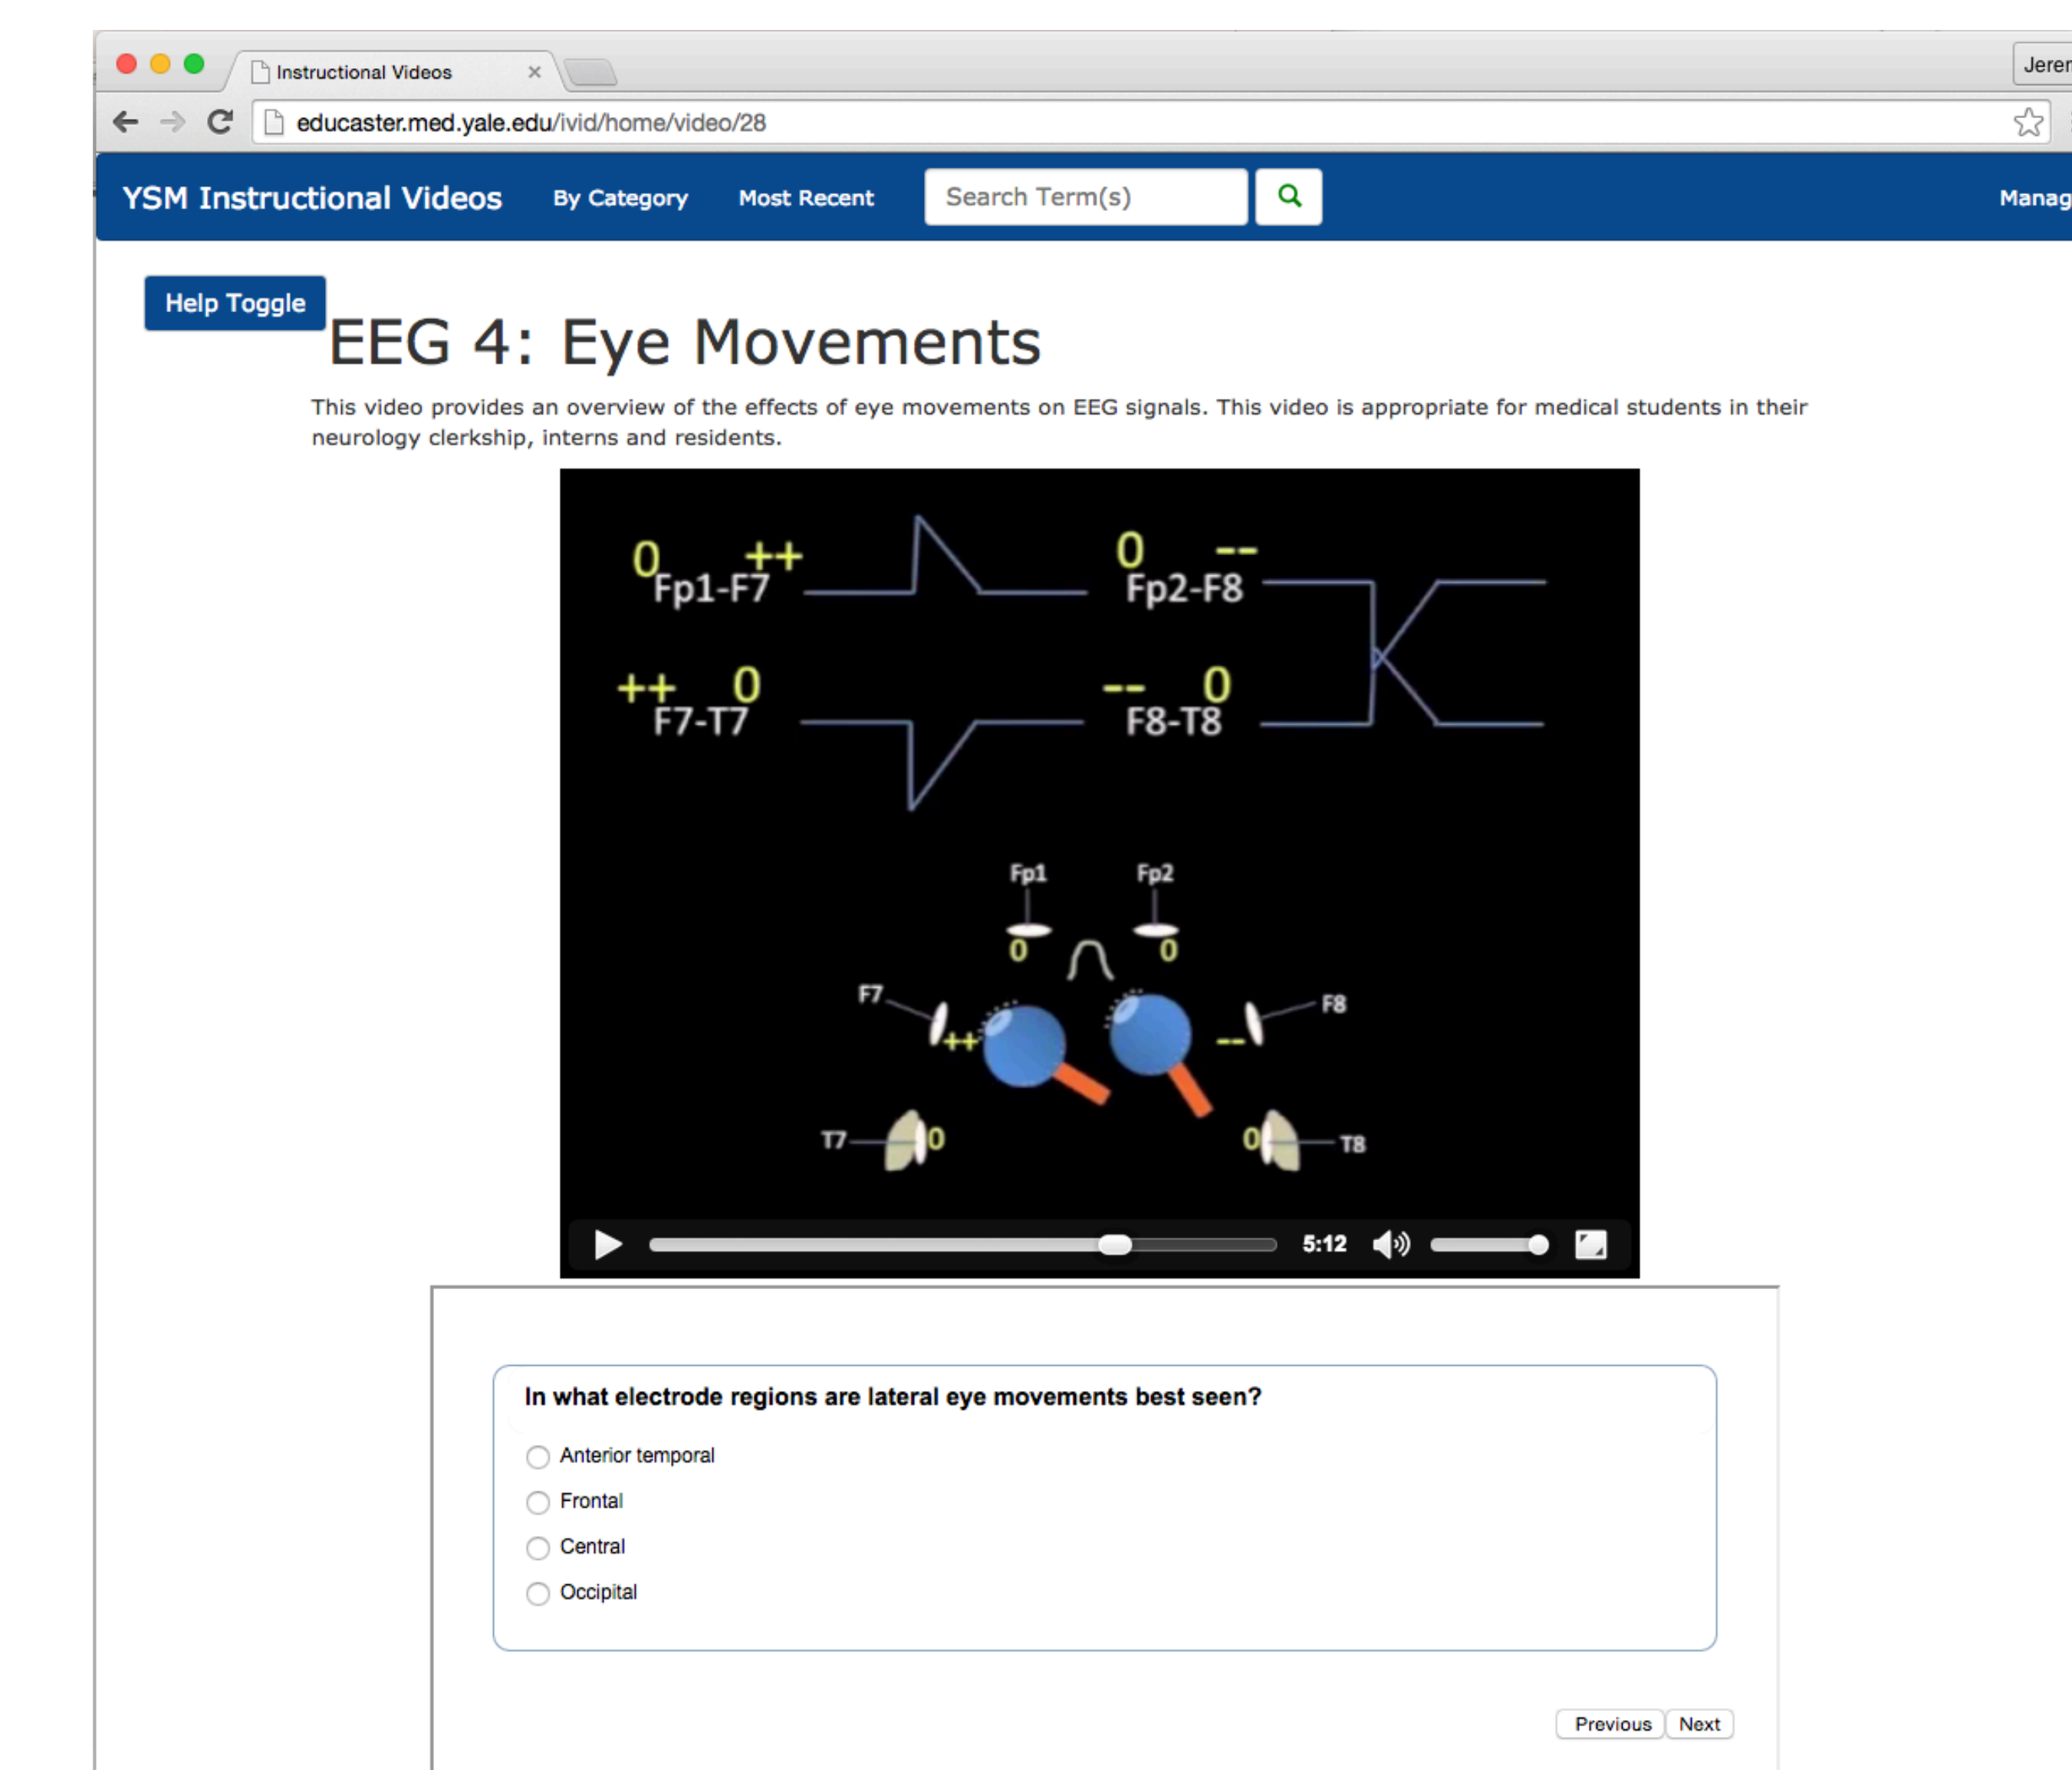 Instructional Videos
Jerem
educaster.med.yale.edu/ivid/home/video/28
YSM Instructional Videos By Category Most Recent Search Term(s) Manag
Help Toggle
EEG 4: Eye Movements
This video provides an overview of the effects of eye movements on EEG signals. This video is appropriate for medical students in their
neurology clerkship, interns and residents.
0 ++ 0 --
Fp1-F7 Fp2-F8
++ 0 -- 0
F7-T7 F8-T8
Fp1 Fp2
0 0
F7 F8
++ --
T7 0 0 T8
5:12
In what electrode regions are lateral eye movements best seen?
Anterior temporal
Frontal
Central
Occipital
Previous Next